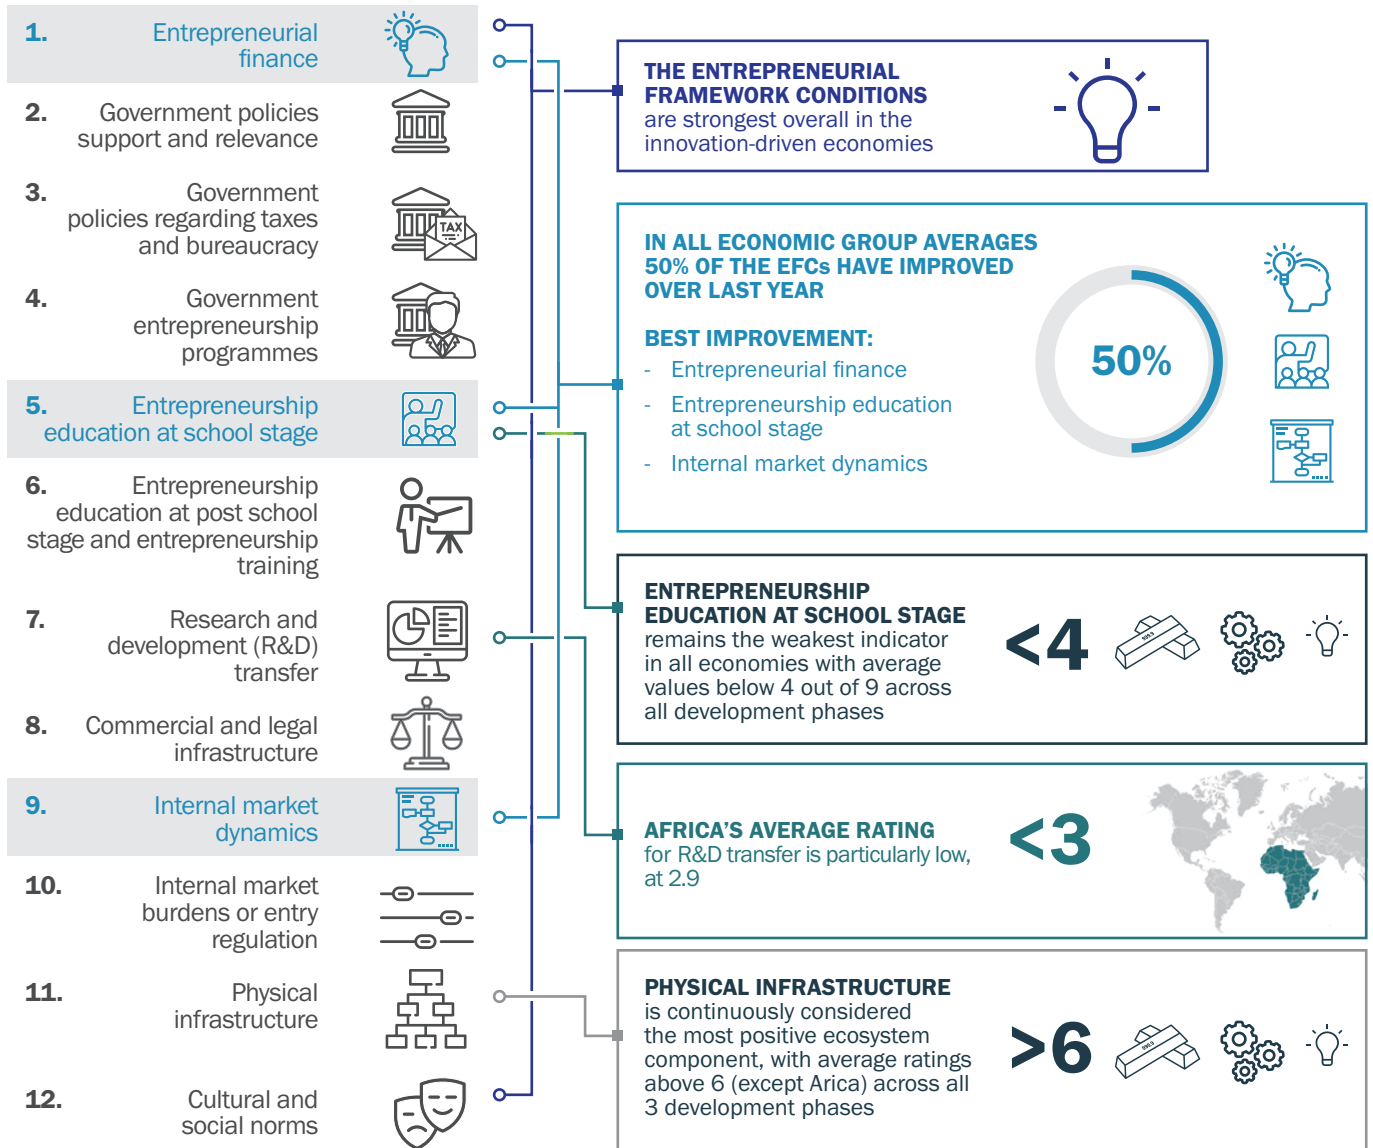 1. Entrepreneurial
finance
2. Government policies
support and relevance
3. Government
policies regarding taxes
and bureaucracy
TAX
4. Government
entrepreneurship
programmes
5. Entrepreneurship
education at school stage
6. Entrepreneurship
education at post school
stage and entrepreneurship
training
7. Research and
development (R&D)
transfer
8. Commercial and legal
infrastructure
9. Internal market
dynamics
10. Internal market
burdens or entry
regulation
11. Physical
infrastructure
12. Cultural and
social norms
THE ENTREPRENEURIAL
FRAMEWORK CONDITIONS
are strongest overall in the
innovation-driven economies
IN ALL ECONOMIC GROUP AVERAGES
50% OF THE EFCs HAVE IMPROVED
OVER LAST YEAR
BEST IMPROVEMENT:
- Entrepreneurial finance
- Entrepreneurship education
at school stage
- Internal market dynamics
50%
ENTREPRENEURSHIP
EDUCATION AT SCHOOL STAGE
remains the weakest indicator
in all economies with average
values below 4 out of 9 across
all development phases
<4
AFRICA'S AVERAGE RATING
for R&D transfer is particularly low,
at 2.9
<3
PHYSICAL INFRASTRUCTURE
is continuously considered
the most positive ecosystem
component, with average ratings
above 6 (except Arica) across all
3 development phases
>6